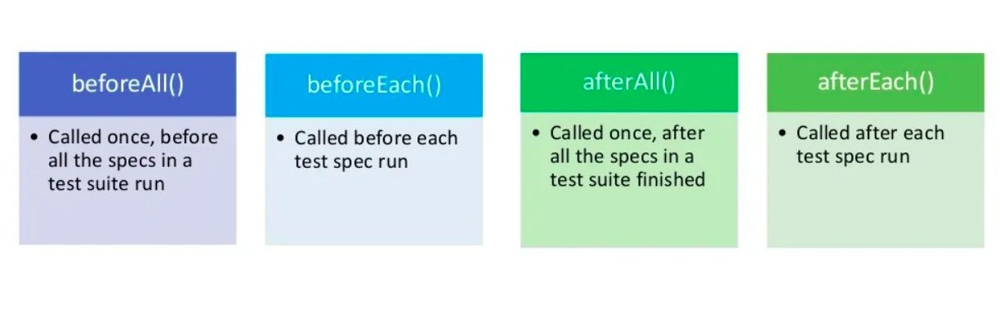 beforeAll()
• Called once, before
all the specs in a
test suite run
beforeEach()
• Called before each
test spec run
afterAll()
• Called once, after
all the specs in a
test suite finished
afterEach()
• Called after each
test spec run